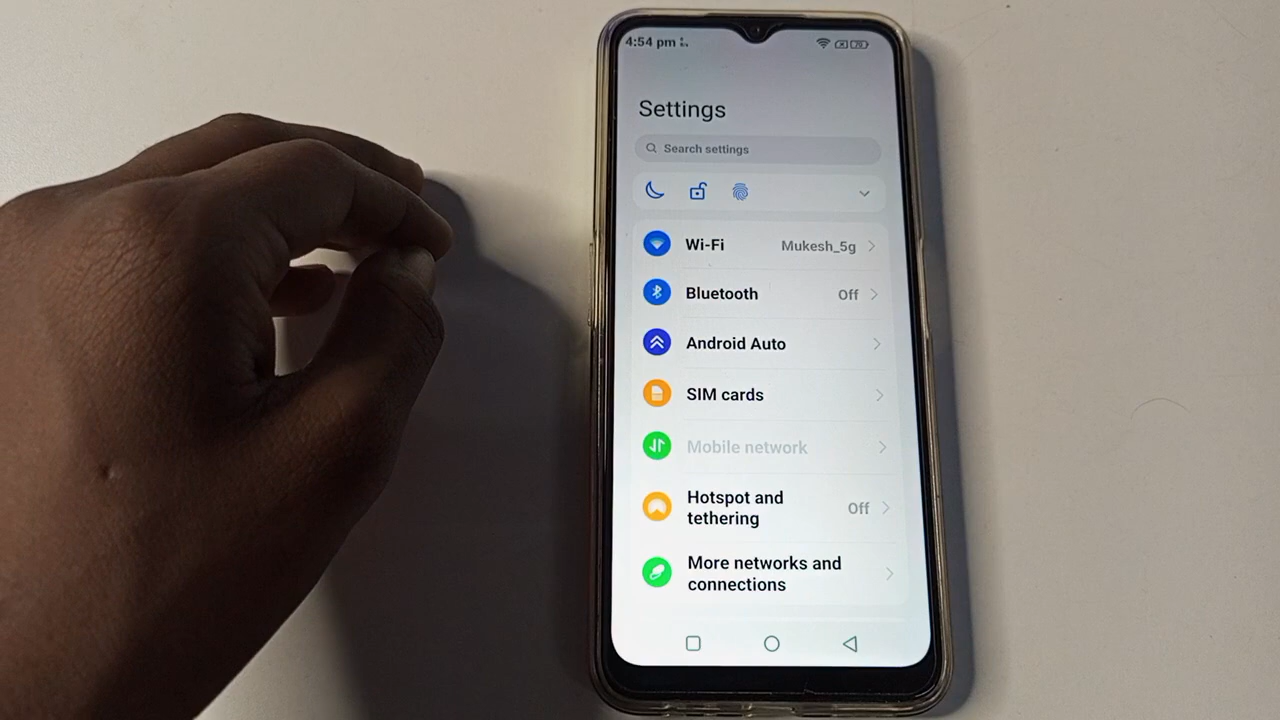 4:54 pm
70
Settings
Search settings
Wi-Fi Mukesh_5g
Bluetooth Off
Android Auto
SIM cards
Mobile network
Hotspot and
tethering Off
More networks and
connections